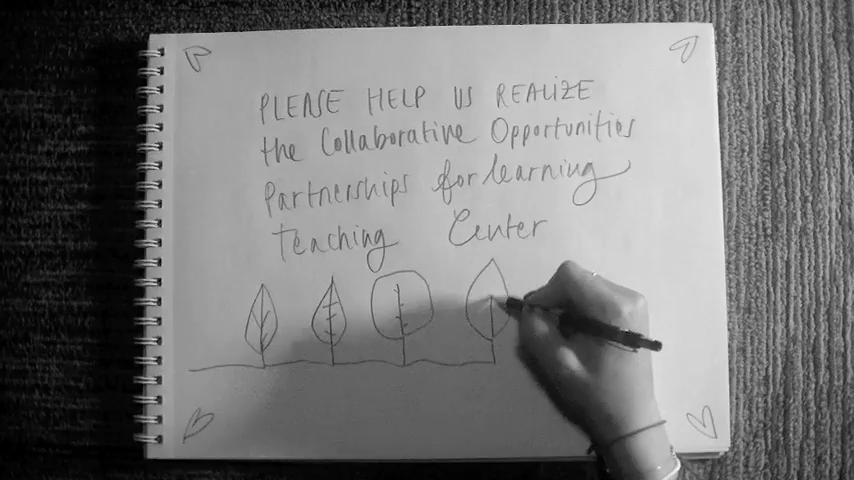 PLEASE HELP US REALIZE
the Collaborative Opportunities
Partnerships for learning
Teaching Center